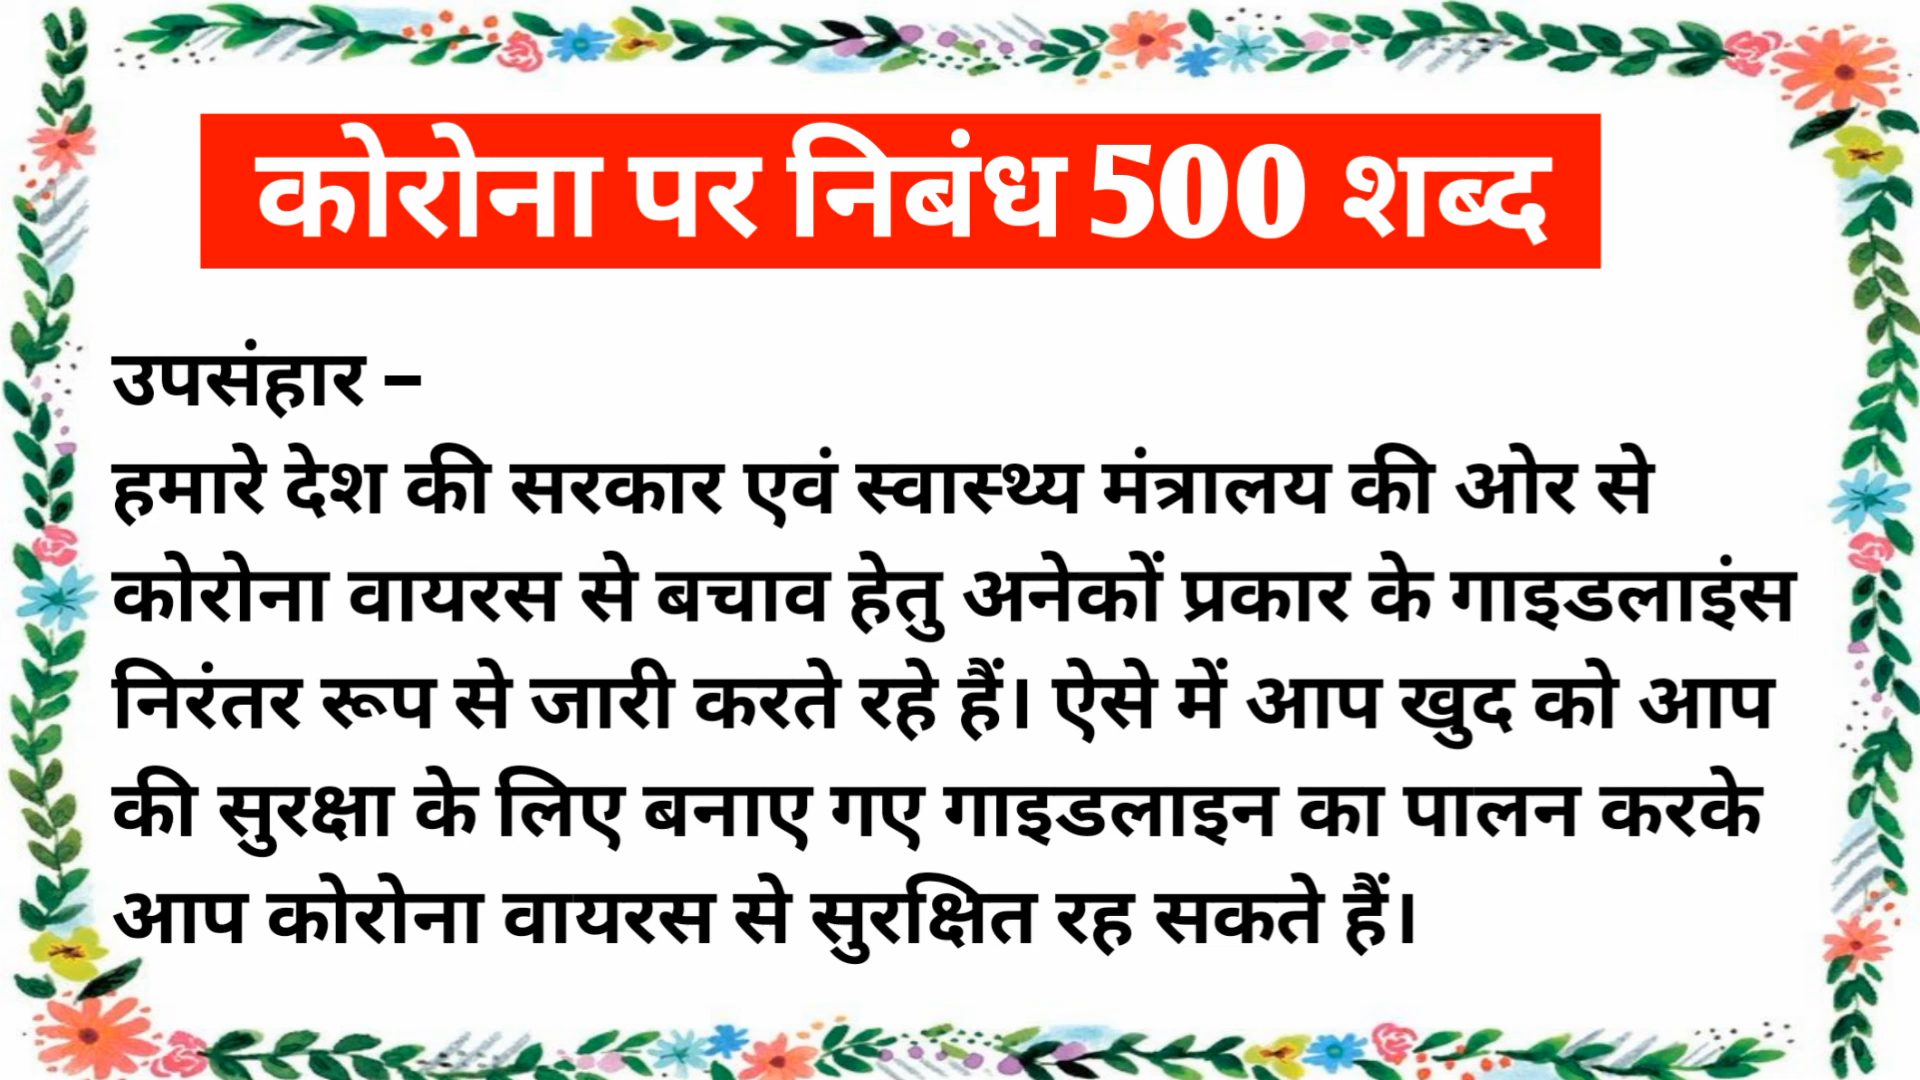 कोरोना पर निबंध 500 शब्द
उपसंहार –
हमारे देश की सरकार एवं स्वास्थ्य मंत्रालय की ओर से
कोरोना वायरस से बचाव हेतु अनेकों प्रकार के गाइडलाइंस
निरंतर रूप से जारी करते रहे हैं। ऐसे में आप खुद को आप
की सुरक्षा के लिए बनाए गए गाइडलाइन का पालन करके
आप कोरोना वायरस से सुरक्षित रह सकते हैं।